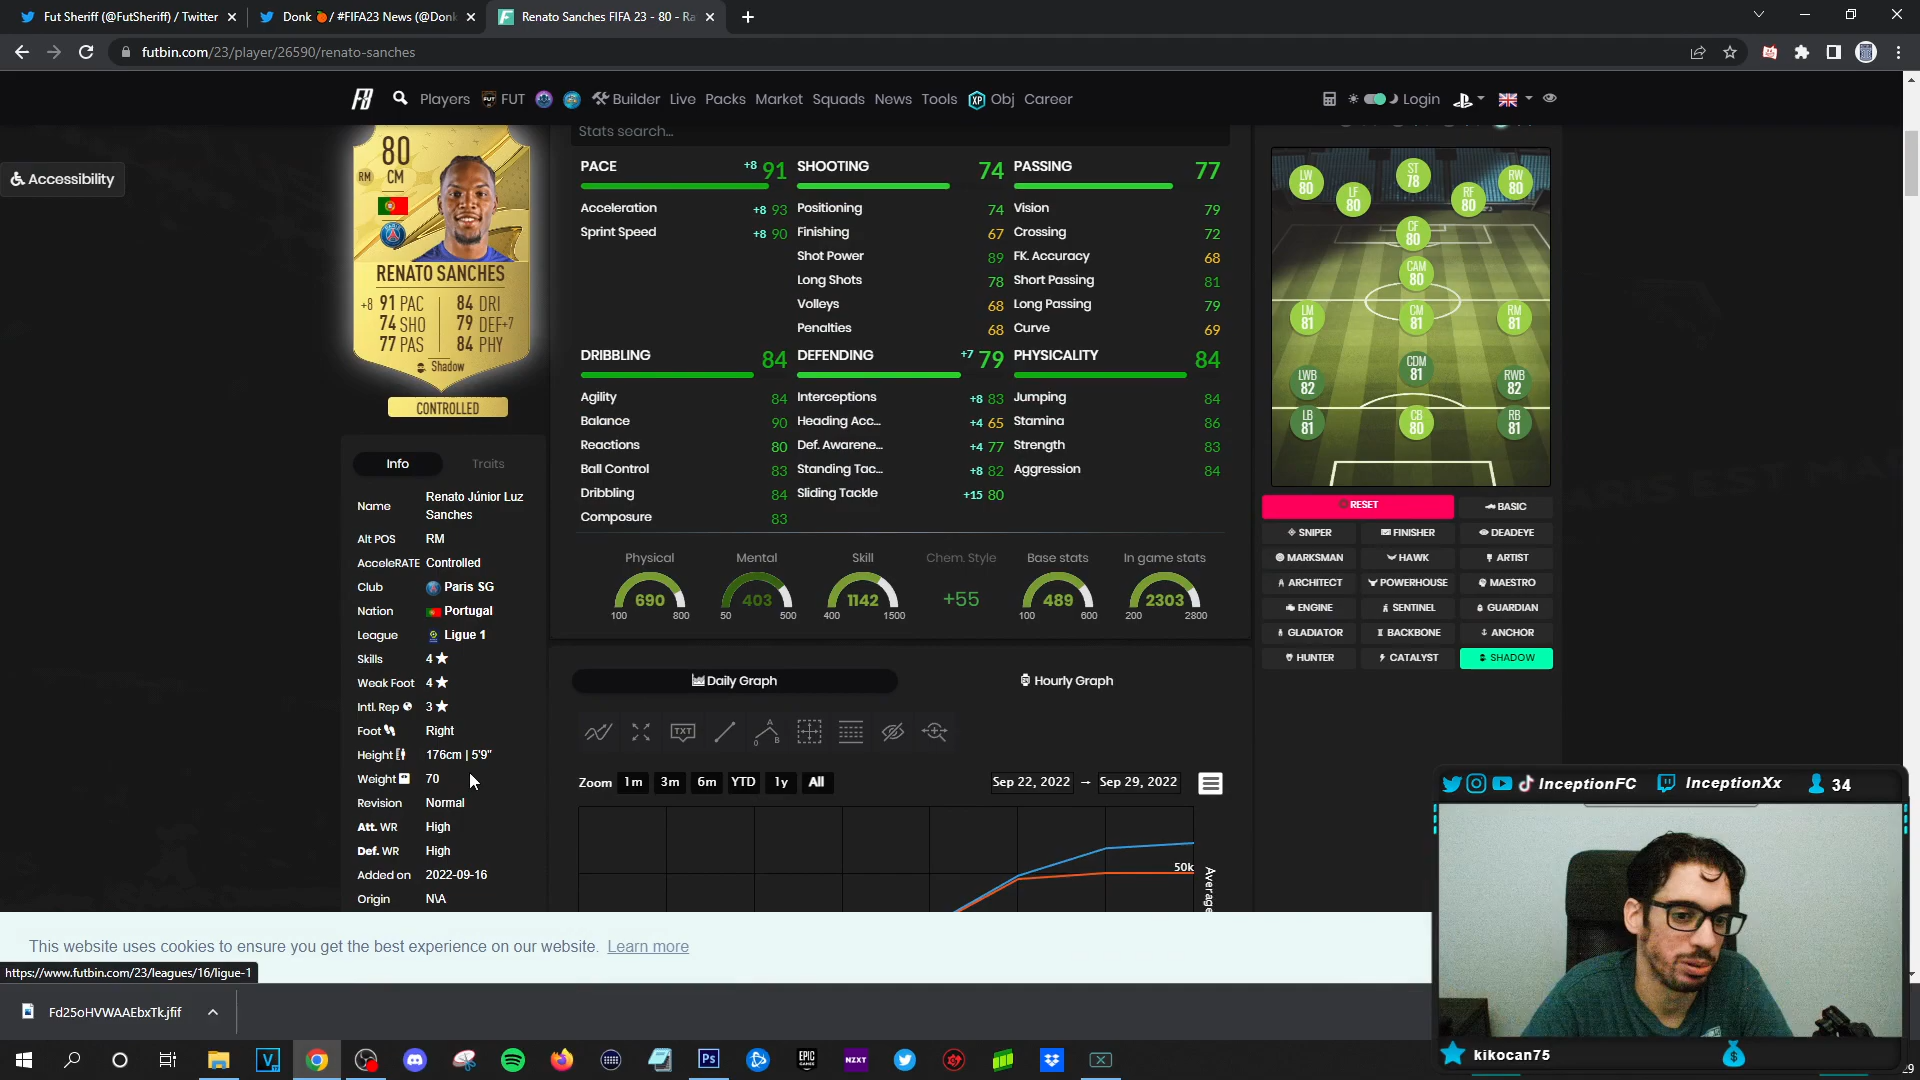 Fut Sheriff (@FutSheriff) / Twitter
Donk 🍊 / #FIFA23 News (@Donk
Renato Sanches FIFA 23 - 80 - Ra
futbin.com/23/player/26590/renato-sanches
Players FUT Builder Live Packs Market Squads News Tools XP Obj Career
Login
Accessibility
Stats search...
80
RM CM
RENATO SANCHES
+8 91 PAC 84 DRI
74 SHO 79 DEF+7
77 PAS 84 PHY
Shadow
CONTROLLED
PACE +8 91
Acceleration +8 93
Sprint Speed +8 90
SHOOTING 74
Positioning 74
Finishing 67
Shot Power 89
Long Shots 78
Volleys 68
Penalties 68
PASSING 77
Vision 79
Crossing 72
FK. Accuracy 68
Short Passing 81
Long Passing 79
Curve 69
DRIBBLING 84
Agility 84
Balance 90
Reactions 80
Ball Control 83
Dribbling 84
Composure 83
DEFENDING +7 79
Interceptions +8 83
Heading Acc... +4 65
Def. Awarene... +4 77
Standing Tac... +8 82
Sliding Tackle +15 80
PHYSICALITY 84
Jumping 84
Stamina 86
Strength 83
Aggression 84
Physical 690 100 800
Mental 403 50 500
Skill 1142 400 1500
Chem. Style +55
Base stats 489 100 600
In game stats 2303 200 2800
LW 80
ST 78
RW 80
LF 80
RF 80
CF 80
CAM 80
LM 81
CM 81
RM 81
CDM 81
LWB 82
RWB 82
LB 81
CB 80
RB 81
RESET BASIC
SNIPER FINISHER DEADEYE
MARKSMAN HAWK ARTIST
ARCHITECT POWERHOUSE MAESTRO
ENGINE SENTINEL GUARDIAN
GLADIATOR BACKBONE ANCHOR
HUNTER CATALYST SHADOW
Info Traits
Name Renato Júnior Luz
Sanches
Alt POS RM
AcceleRATE Controlled
Club Paris SG
Nation Portugal
League Ligue 1
Skills 4
Weak Foot 4
Intl. Rep 3
Foot Right
Height 176cm | 5'9"
Weight 70
Revision Normal
Att. WR High
Def. WR High
Added on 2022-09-16
Origin N\A
Daily Graph Hourly Graph
TXT
Zoom 1m 3m 6m YTD 1y All
Sep 22, 2022 → Sep 29, 2022
50k
Average
This website uses cookies to ensure you get the best experience on our website. Learn more
https://www.futbin.com/23/leagues/16/ligue-1
Fd25oHVWAAEbxTk.jfif
InceptionFC InceptionXx 34
kikocan75
Ps EPIC GAMES NZXT
29